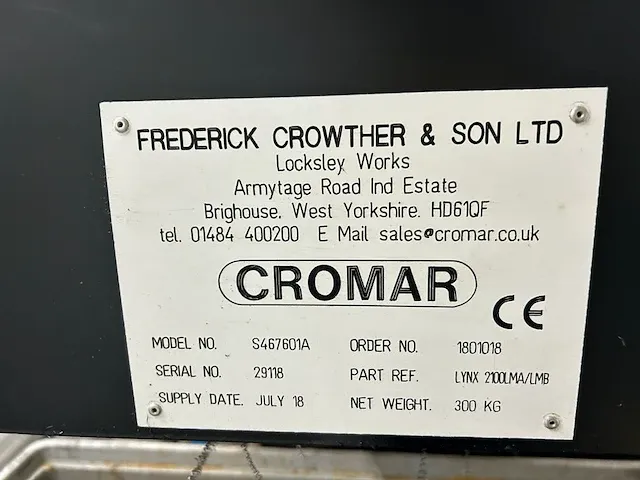 FREDERICK CROWTHER & SON LTD
Locksley Works
Armytage Road Ind Estate
Brighouse, West Yorkshire. HD61QF
tel. 01484 400200 E Mail sales@cromar.co.uk
CROMAR
CE
MODEL NO. S467601A ORDER NO. 1801018
SERIAL NO. 29118 PART REF. LYNX 2100LMA/LMB
SUPPLY DATE. JULY 18 NET WEIGHT. 300 KG